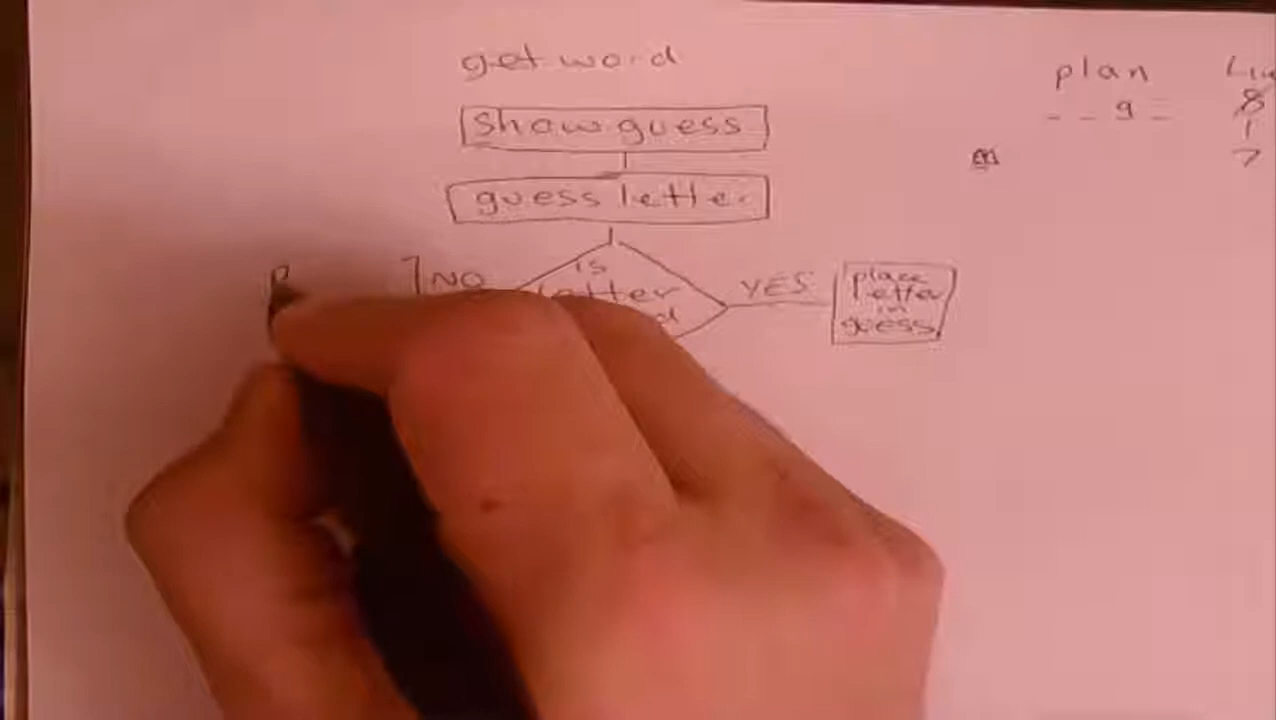 get word
show guess
guess letter
is
letter
NO
YES
place
letter
in
guess
plan
_ _ a _
8
1
7